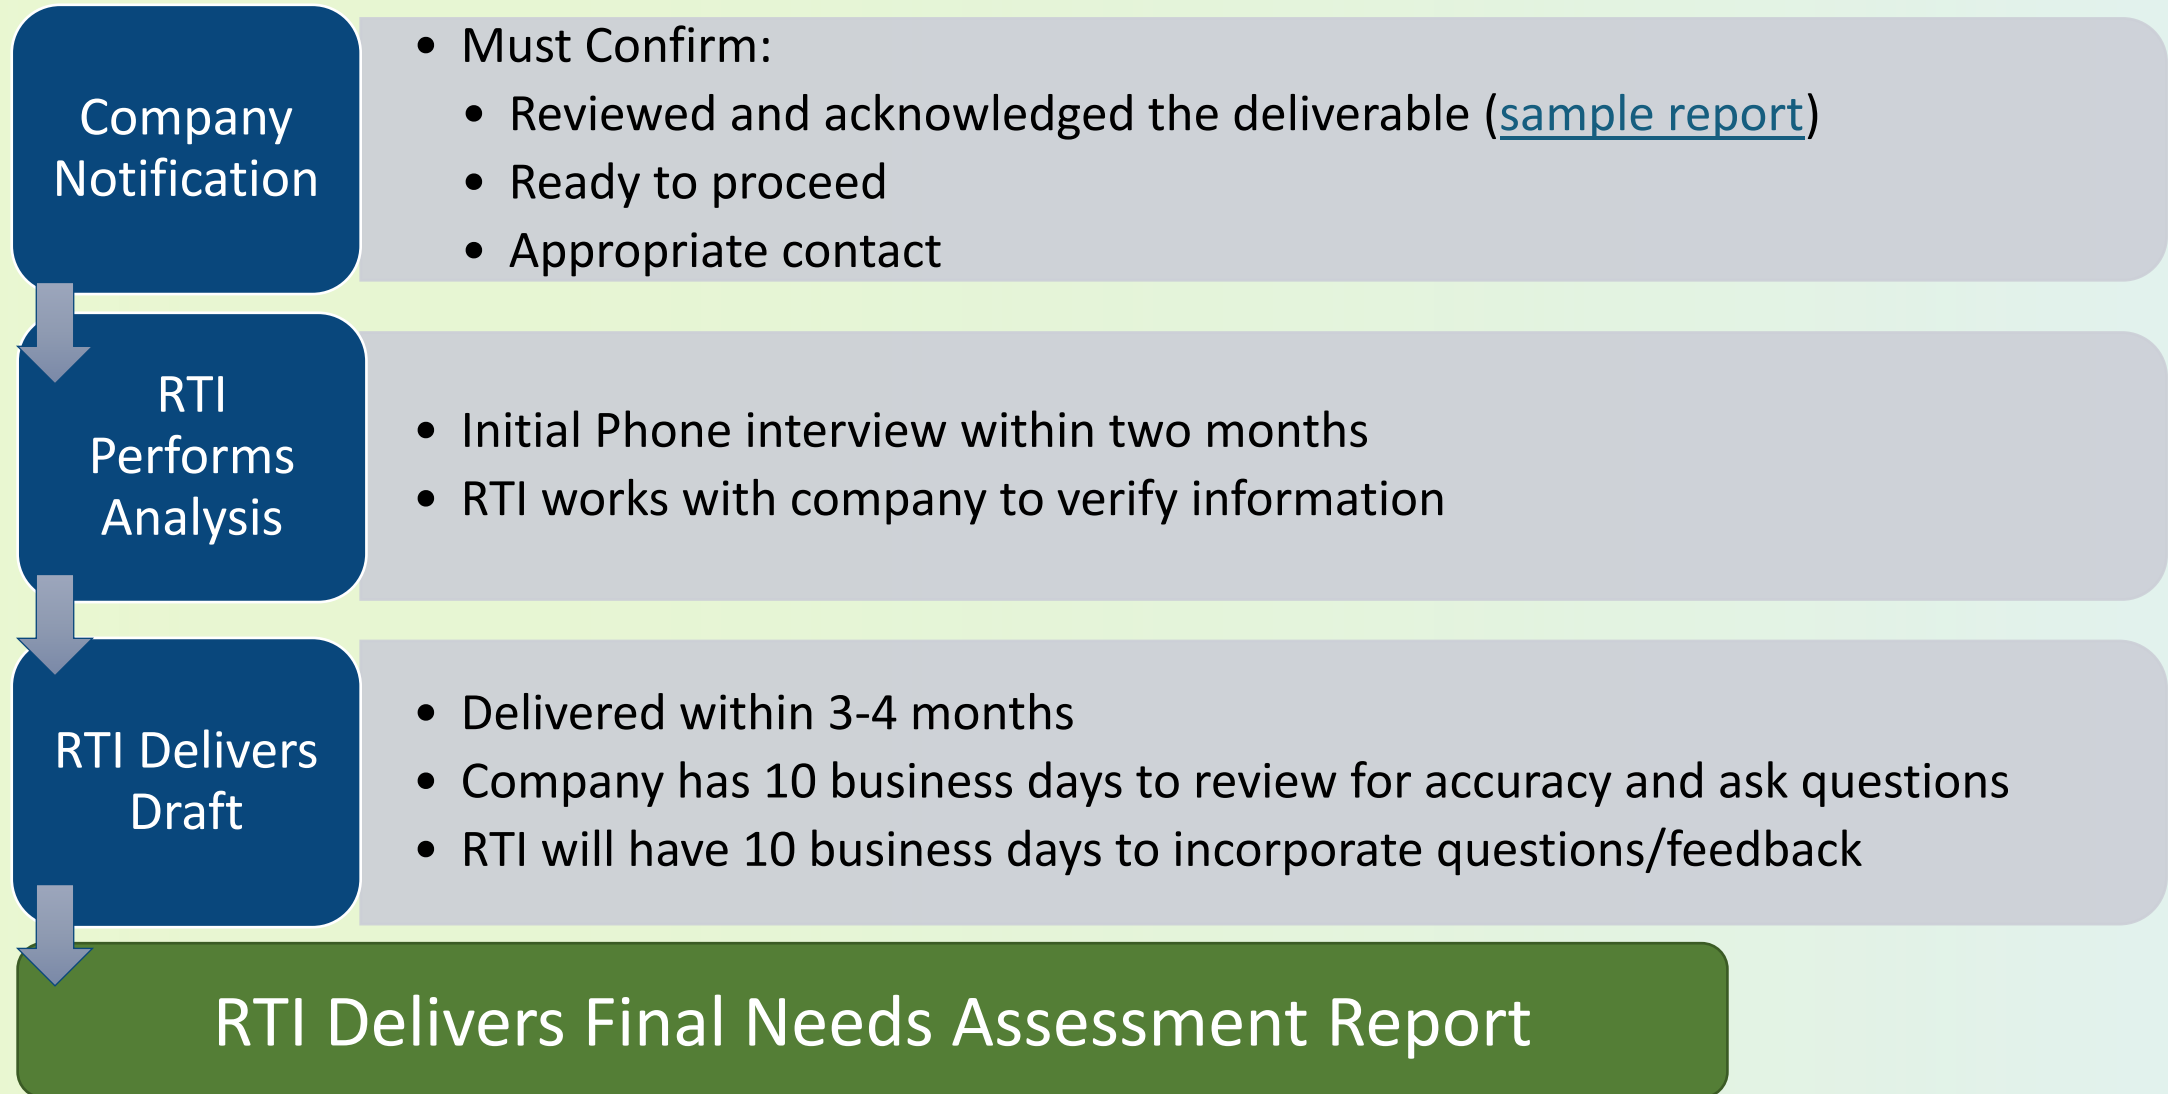 Company
Notification
• Must Confirm:
• Reviewed and acknowledged the deliverable (sample report)
• Ready to proceed
• Appropriate contact
RTI
Performs
Analysis
• Initial Phone interview within two months
• RTI works with company to verify information
RTI Delivers
Draft
• Delivered within 3-4 months
• Company has 10 business days to review for accuracy and ask questions
• RTI will have 10 business days to incorporate questions/feedback
RTI Delivers Final Needs Assessment Report